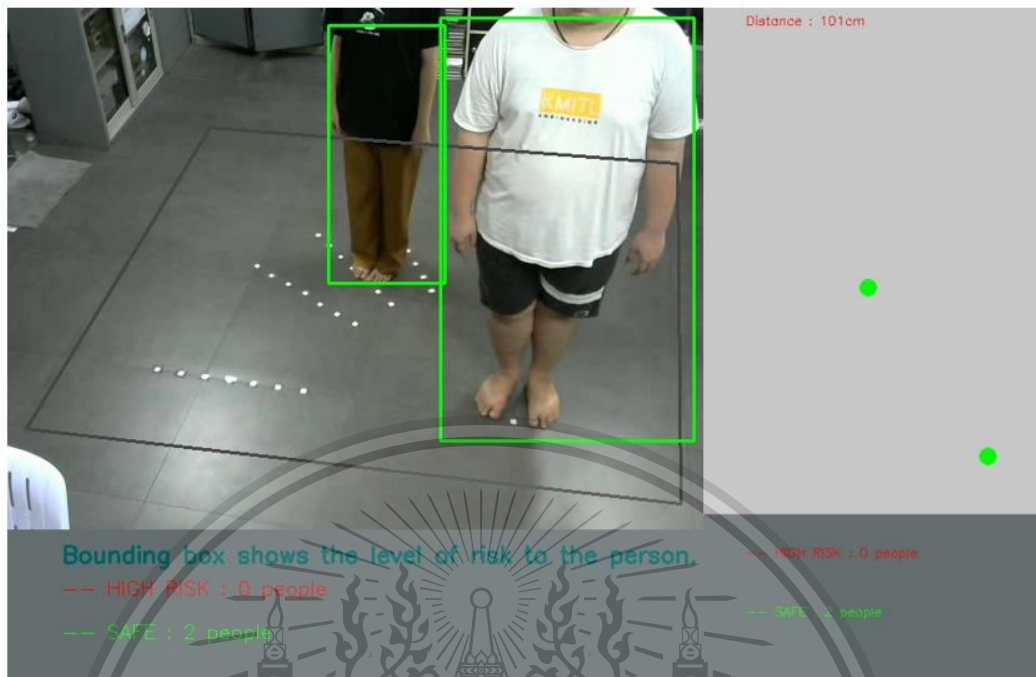 Distance : 101cm
KMITL
ENGINEERING
Bounding box shows the level of risk to the person.
-- HIGH RISK : 0 people
-- SAFE : 2 people
-- HIGH RISK : 0 people
-- SAFE : 2 people